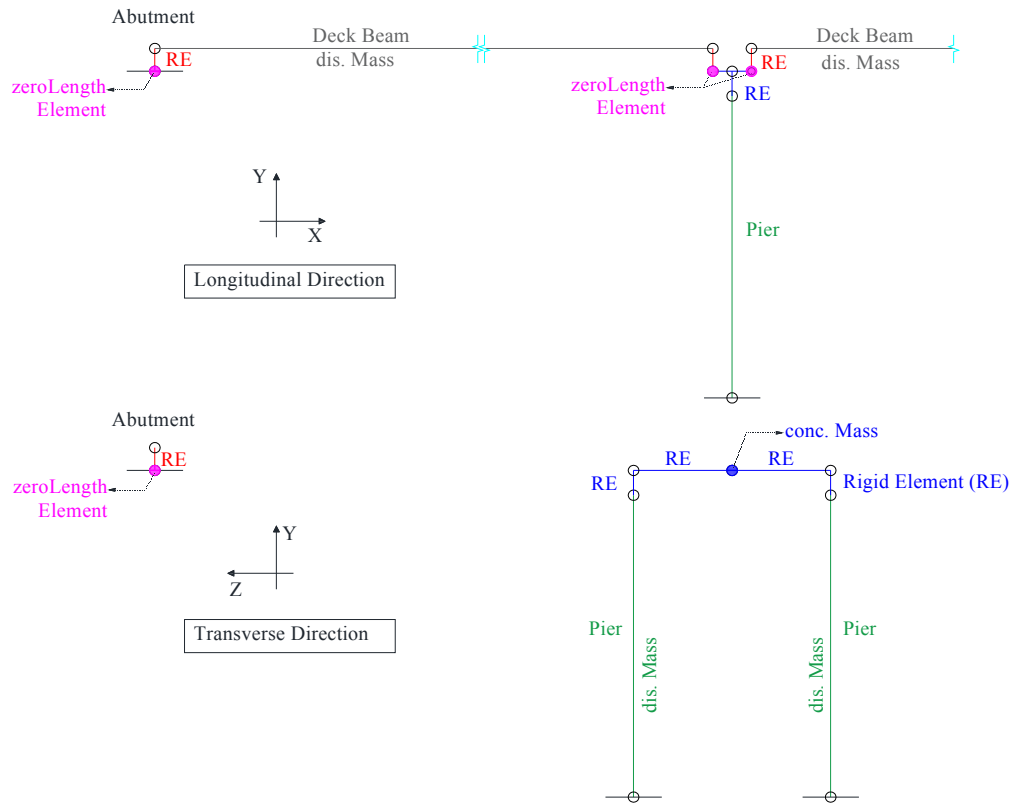 Abutment
Deck Beam
dis. Mass
Deck Beam
dis. Mass
RE
RE
zeroLength
Element
zeroLength
Element
RE
Y
X
Pier
Longitudinal Direction
Abutment
RE
zeroLength
Element
conc. Mass
RE
RE
RE
Rigid Element (RE)
Y
Z
Transverse Direction
Pier
dis. Mass
dis. Mass
Pier